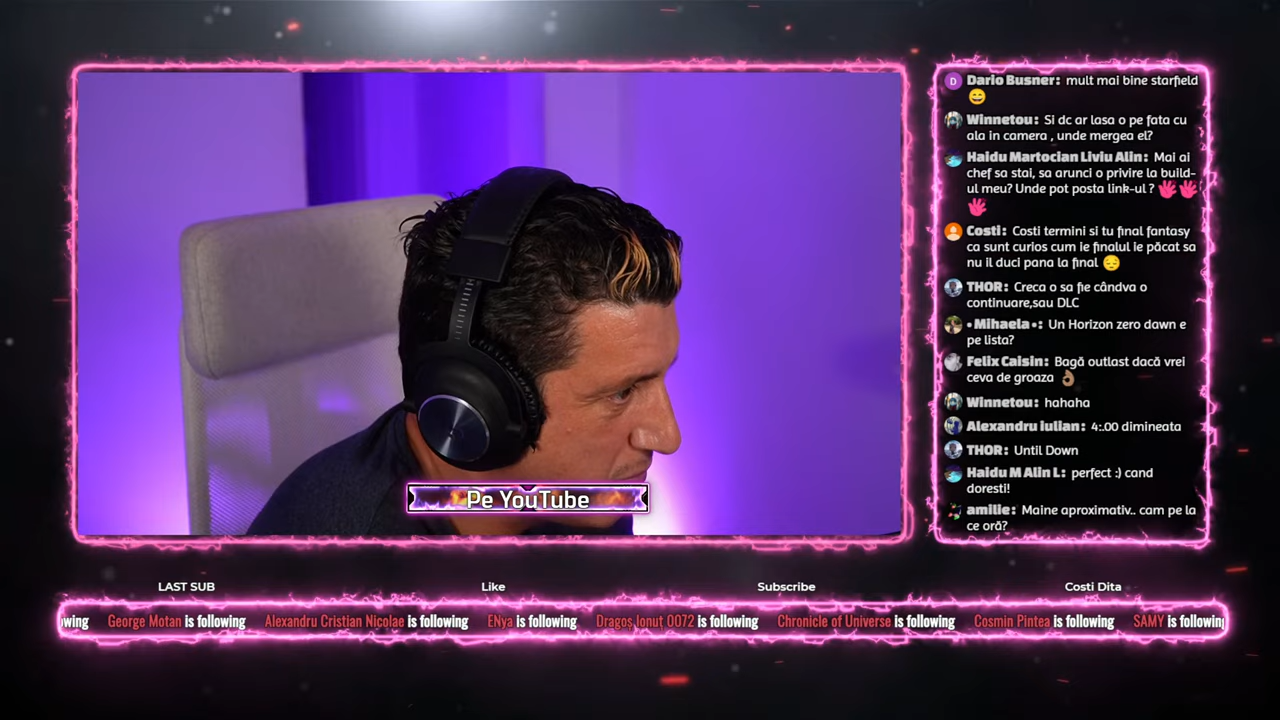 Dario Busner: mult mai bine starfield
😄
Winnetou: Si dc ar lasa o pe fata cu
ala in camera , unde mergea el?
Haidu Martocian Liviu Alin: Mai ai
chef sa stai, sa arunci o privire la build-
ul meu? Unde pot posta link-ul ?
Costi: Costi termini si tu final fantasy
ca sunt curios cum ie finalul ie păcat sa
nu il duci pana la final 😔
THOR: Creca o sa fie cândva o
continuare,sau DLC
•Mihaela•: Un Horizon zero dawn e
pe lista?
Felix Caisin: Bagă outlast dacă vrei
ceva de groaza 👌🏽
Winnetou: hahaha
Alexandru iulian: 4:.00 dimineata
THOR: Until Down
Haidu M Alin L: perfect :) cand
doresti!
amilie: Maine aproximativ.. cam pe la
ce oră?
Pe YouTube
LAST SUB Like Subscribe Costi Dita
wing George Motan is following Alexandru Cristian Nicolae is following ENya is following Dragoș Ionuț 0072 is following Chronicle of Universe is following Cosmin Pintea is following SAMY is following